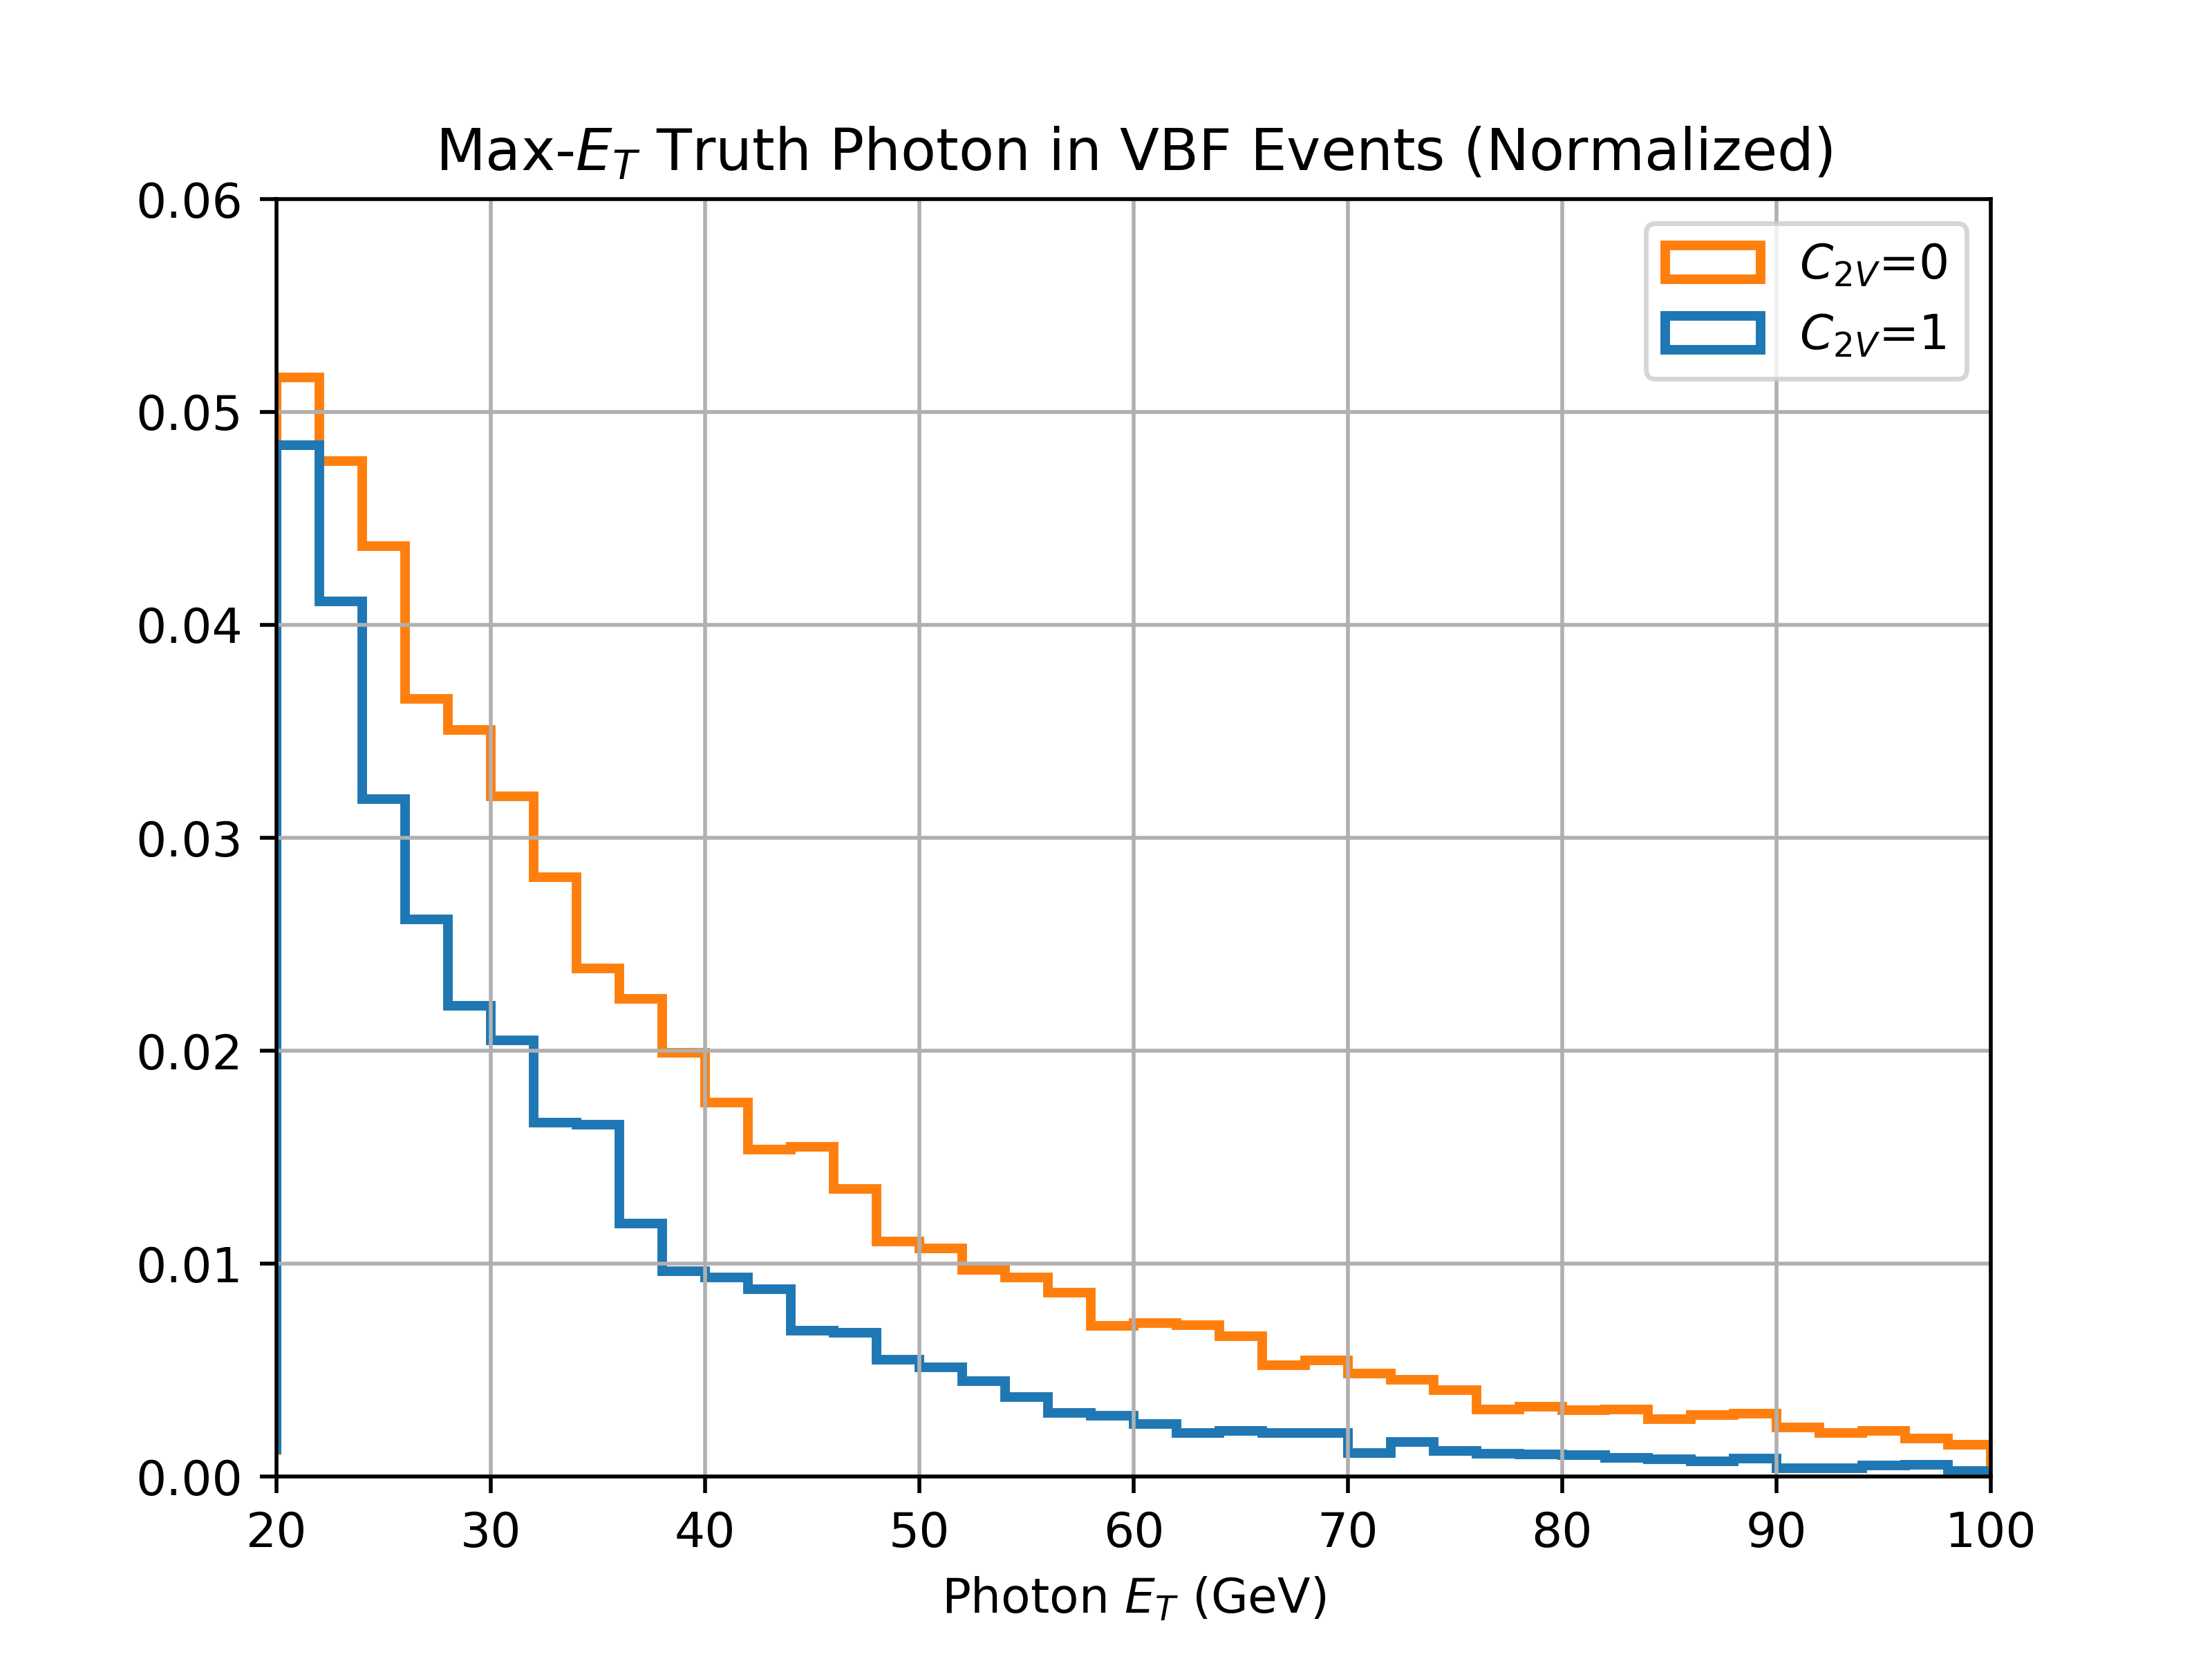 Max-E_T Truth Photon in VBF Events (Normalized)
0.06
0.05
0.04
0.03
0.02
0.01
0.00
C_2V=0
C_2V=1
20 30 40 50 60 70 80 90 100
Photon E_T (GeV)